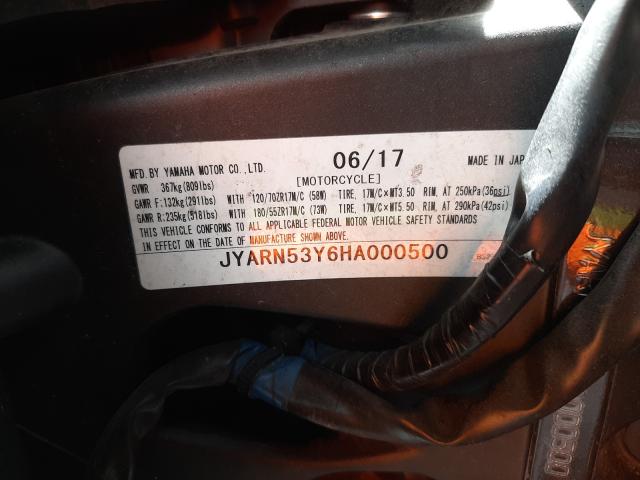 MFD.BY YAMAHA MOTOR CO.,LTD. 06/17 MADE IN JAP
GVWR 367kg(809lbs) [MOTORCYCLE]
GAWR F:132kg(291lbs) WITH 120/70ZR17M/C (58W) TIRE, 17M/C×MT3.50 RIM, AT 250kPa(36psi)
GAWR R:235kg(518lbs) WITH 180/55ZR17M/C (73W) TIRE, 17M/C×MT5.50 RIM, AT 290kPa(42psi)
THIS VEHICLE CONFORMS TO ALL APPLICABLE FEDERAL MOTOR VEHICLE SAFETY STANDARDS
IN EFFECT ON THE DATE OF MANUFACTURE SHOWN ABOVE.
JYARN53Y6HA000500